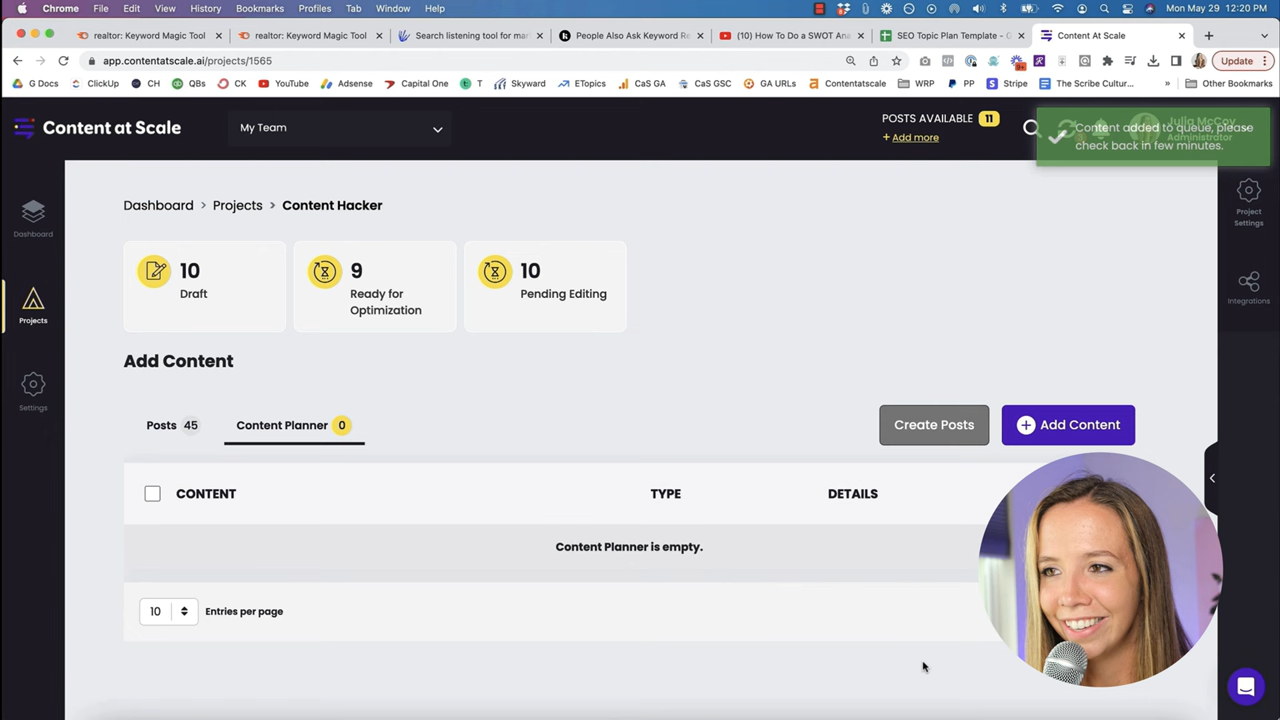 Chrome File Edit View History Bookmarks Profiles Tab Window Help
Mon May 29 12:20 PM
realtor: Keyword Magic Tool
realtor: Keyword Magic Tool
Search listening tool for mar
People Also Ask Keyword Re
(10) How To Do a SWOT Ana
SEO Topic Plan Template - G
Content At Scale
app.contentatscale.ai/projects/1565
Update
G Docs
ClickUp
CH
QBs
CK
YouTube
Adsense
Capital One
T
Skyward
ETopics
CaS GA
CaS GSC
GA URLs
Contentatscale
WRP
PP
Stripe
The Scribe Cultur...
»
Other Bookmarks
Content at Scale
My Team
POSTS AVAILABLE 11
+ Add more
Julia McCoy
Administrator
Content added to queue, please
check back in few minutes.
Dashboard
Projects
Settings
Dashboard > Projects > Content Hacker
10
Draft
9
Ready for
Optimization
10
Pending Editing
Project
Settings
Integrations
Add Content
Posts 45
Content Planner 0
Create Posts
Add Content
CONTENT
TYPE
DETAILS
Content Planner is empty.
10
Entries per page